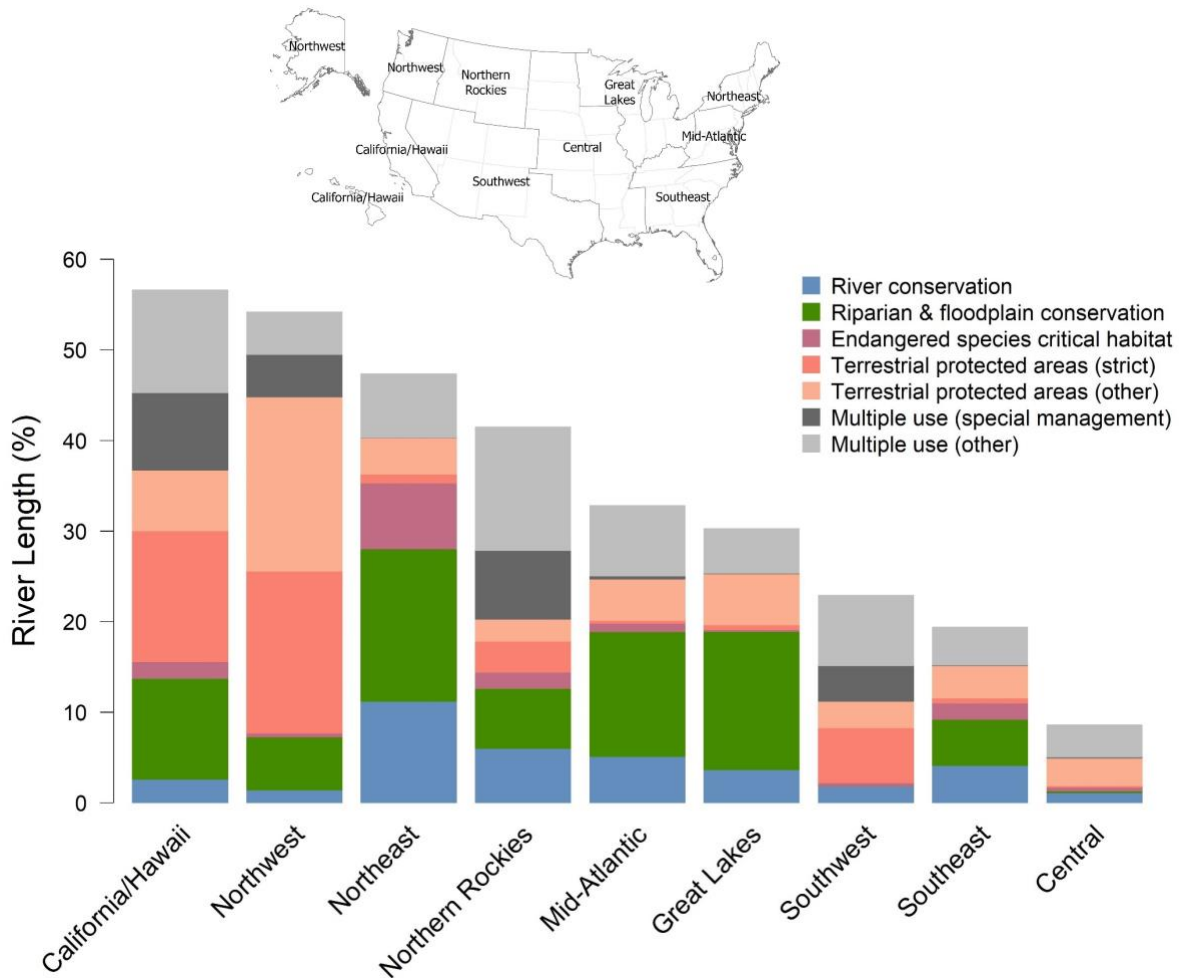 Northwest
Northwest
Northern
Rockies
Great
Lakes
Northeast
Mid-Atlantic
California/Hawaii
Central
Southwest
California/Hawaii
Southeast
River Length (%)
60
50
40
30
20
10
0
River conservation
Riparian & floodplain conservation
Endangered species critical habitat
Terrestrial protected areas (strict)
Terrestrial protected areas (other)
Multiple use (special management)
Multiple use (other)
California/Hawaii
Northwest
Northeast
Northern Rockies
Mid-Atlantic
Great Lakes
Southwest
Southeast
Central